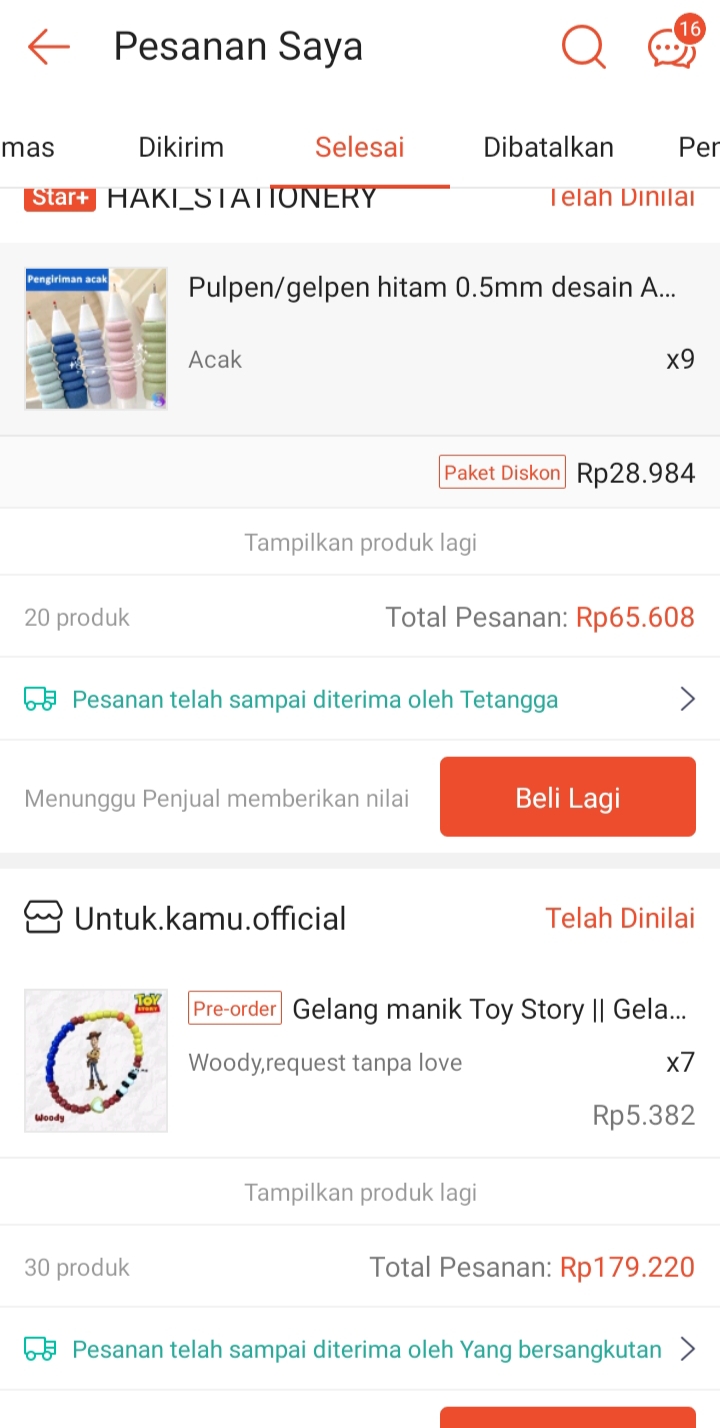 Pesanan Saya
16
mas Dikirim Selesai Dibatalkan Per
Star+ HAKI_STATIONERY Telah Dinilai
Pengiriman acak
Pulpen/gelpen hitam 0.5mm desain A...
Acak x9
Paket Diskon Rp28.984
Tampilkan produk lagi
20 produk Total Pesanan: Rp65.608
Pesanan telah sampai diterima oleh Tetangga
Menunggu Penjual memberikan nilai Beli Lagi
Untuk.kamu.official Telah Dinilai
TOY
STORY
Woody
Pre-order Gelang manik Toy Story || Gela...
Woody,request tanpa love x7
Rp5.382
Tampilkan produk lagi
30 produk Total Pesanan: Rp179.220
Pesanan telah sampai diterima oleh Yang bersangkutan